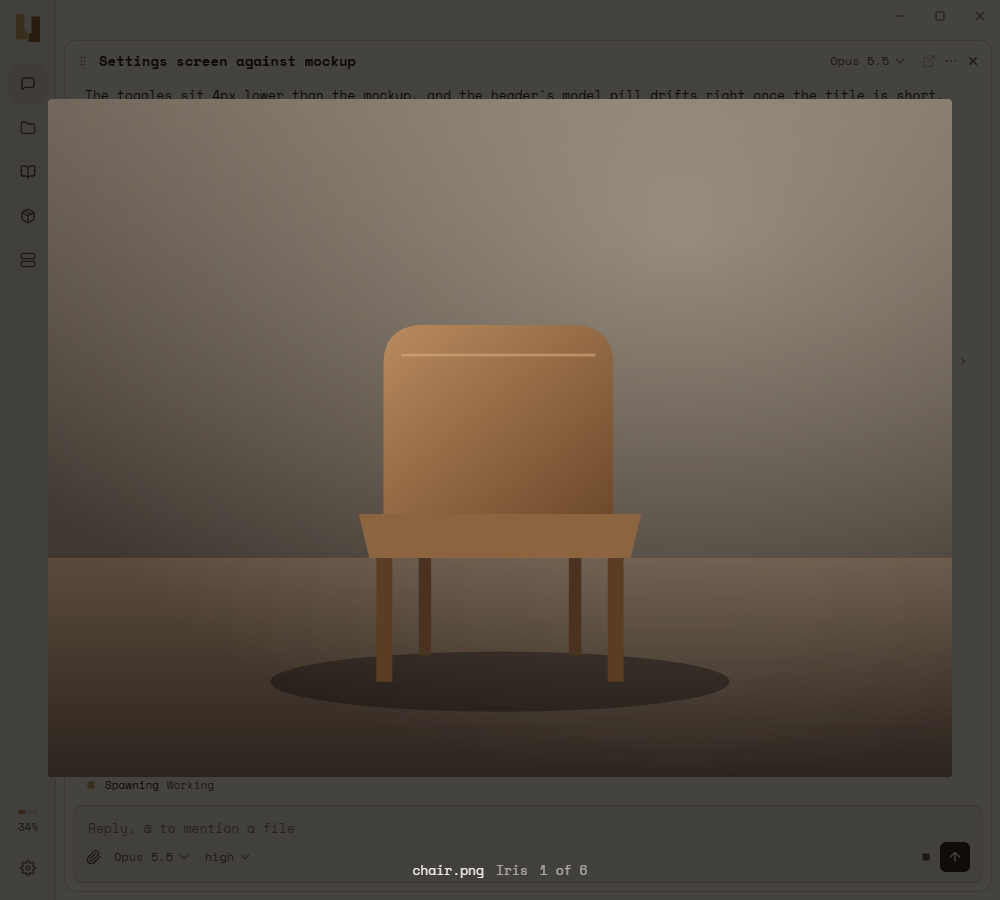 Settings screen against mockup
Opus 5.5
The toggles sit 4px lower than the mockup, and the header's model pill drifts right once the title is short.
Spawning Working
34%
Reply, @ to mention a file
Opus 5.5 high
chair.png Iris 1 of 6